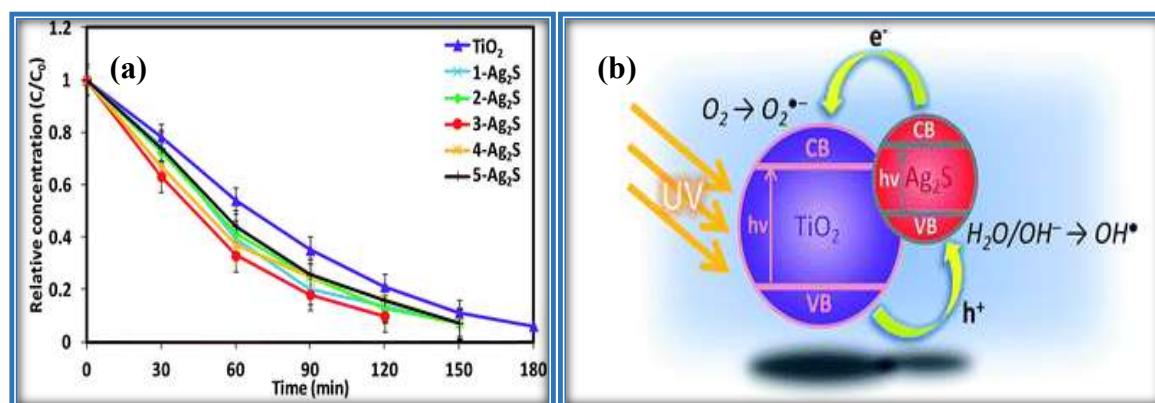 (a)
Relative concentration (C/C₀)
1.2
1
0.8
0.6
0.4
0.2
0
0 30 60 90 120 150 180
Time (min)
TiO₂
1-Ag₂S
2-Ag₂S
3-Ag₂S
4-Ag₂S
5-Ag₂S
(b)
e⁻
O₂ → O₂•⁻
UV
CB
hv
TiO₂
VB
CB
hv
Ag₂S
VB
H₂O/OH⁻ → OH•
h⁺